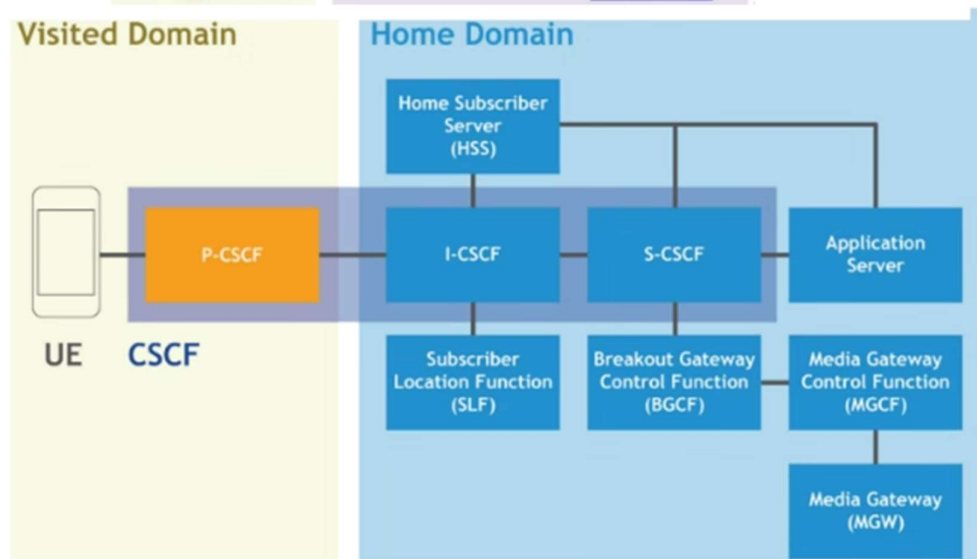 Visited Domain
Home Domain
Home Subscriber
Server
(HSS)
P-CSCF
I-CSCF
S-CSCF
Application
Server
UE
CSCF
Subscriber
Location Function
(SLF)
Breakout Gateway
Control Function
(BGCF)
Media Gateway
Control Function
(MGCF)
Media Gateway
(MGW)